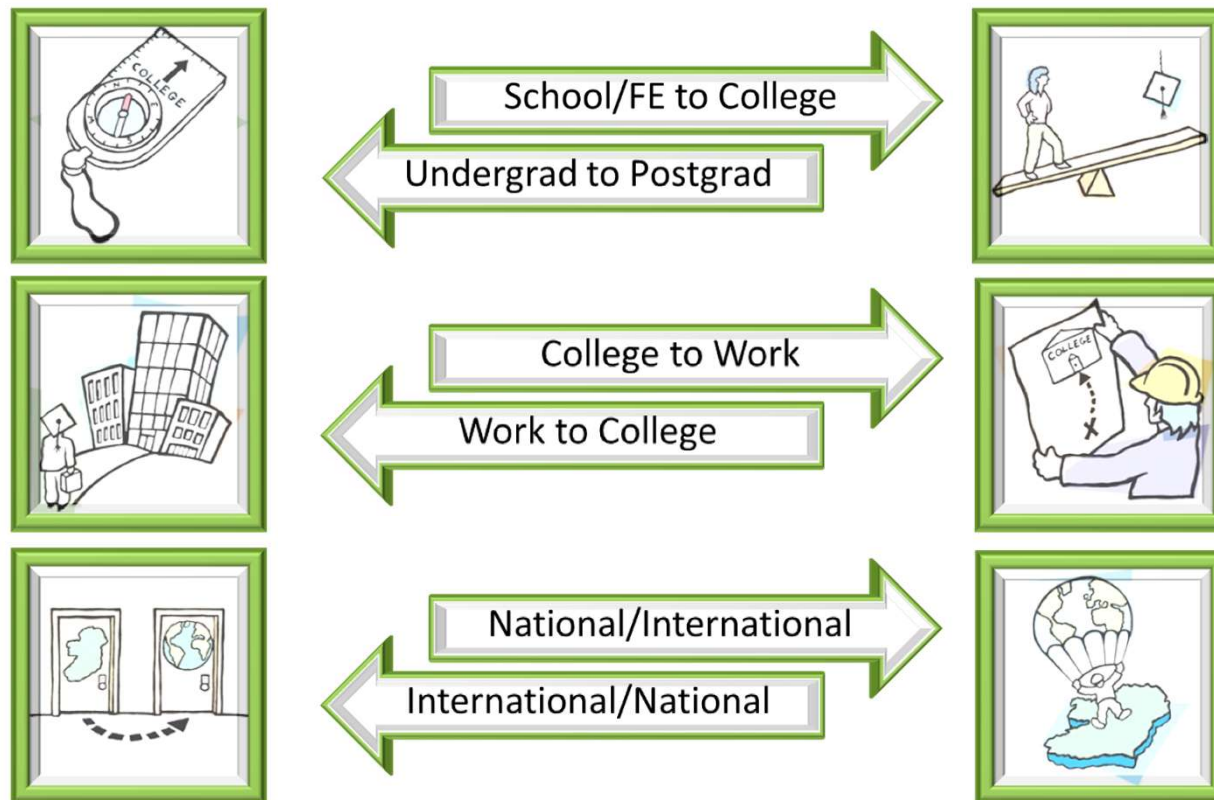 COLLEGE
School/FE to College
Undergrad to Postgrad
College to Work
COLLEGE
X
Work to College
National/International
International/National